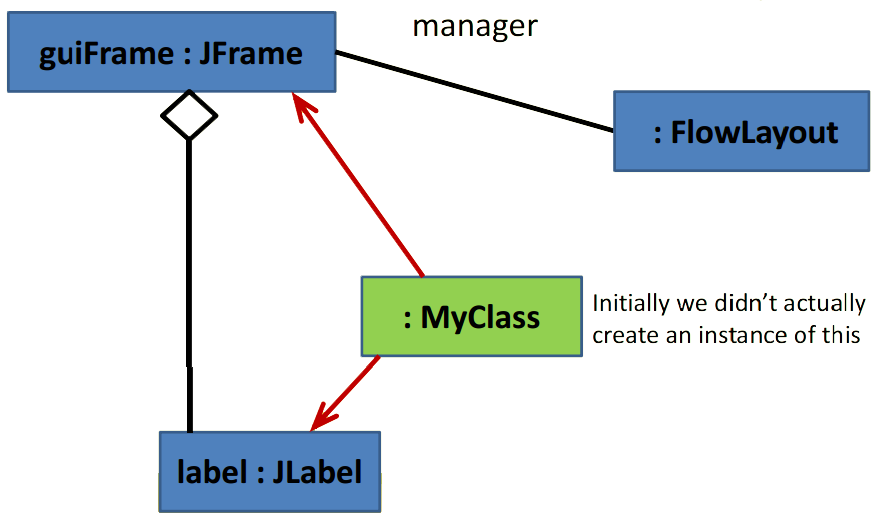 manager
guiFrame : JFrame
: FlowLayout
: MyClass
Initially we didn’t actually
create an instance of this
label : JLabel